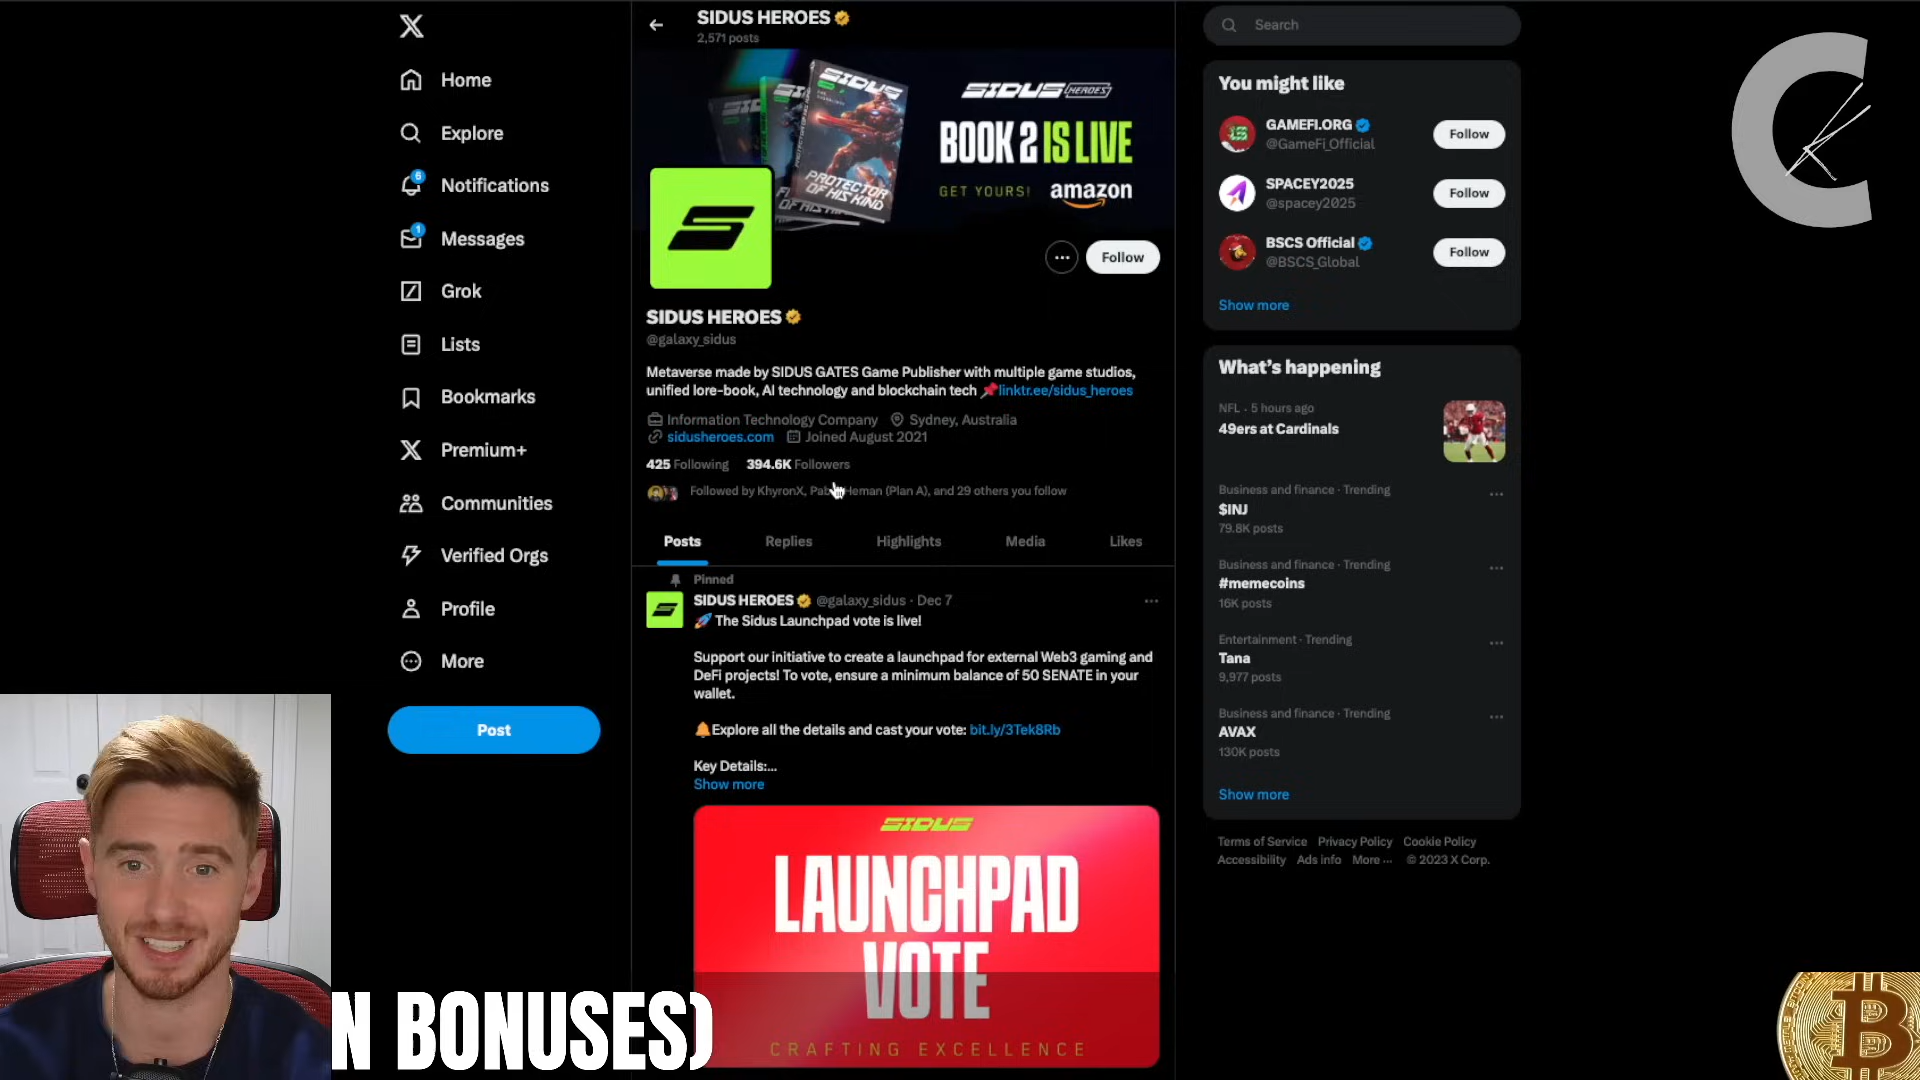 Home
Explore
6
Notifications
1
Messages
Grok
Lists
Bookmarks
Premium+
Communities
Verified Orgs
Profile
More
Post
SIDUS HEROES
2,571 posts
SIDUS
PROTECTOR
OF HIS KIND
SIDUS HEROES
BOOK 2 IS LIVE
GET YOURS! amazon
Follow
SIDUS HEROES
@galaxy_sidus
Metaverse made by SIDUS GATES Game Publisher with multiple game studios,
unified lore-book, AI technology and blockchain tech 📌linktr.ee/sidus_heroes
Information Technology Company Sydney, Australia
sidusheroes.com Joined August 2021
425 Following 394.6K Followers
Followed by KhyronX, Heman (Plan A), and 29 others you follow
Posts Replies Highlights Media Likes
Pinned
SIDUS HEROES @galaxy_sidus · Dec 7
🚀 The Sidus Launchpad vote is live!
Support our initiative to create a launchpad for external Web3 gaming and
DeFi projects! To vote, ensure a minimum balance of 50 SENATE in your
wallet.
🔔Explore all the details and cast your vote: bit.ly/3Tek8Rb
Key Details:...
Show more
SIDUS
LAUNCHPAD
VOTE
CRAFTING EXCELLENCE
Search
You might like
GAMEFI.ORG
@GameFi_Official
Follow
SPACEY2025
@spacey2025
Follow
BSCS Official
@BSCS_Global
Follow
Show more
What's happening
NFL · 5 hours ago
49ers at Cardinals
Business and finance · Trending
$INJ
79.8K posts
Business and finance · Trending
#memecoins
16K posts
Entertainment · Trending
Tana
9,977 posts
Business and finance · Trending
AVAX
130K posts
Show more
Terms of Service Privacy Policy Cookie Policy
Accessibility Ads info More ··· © 2023 X Corp.
N BONUSES)